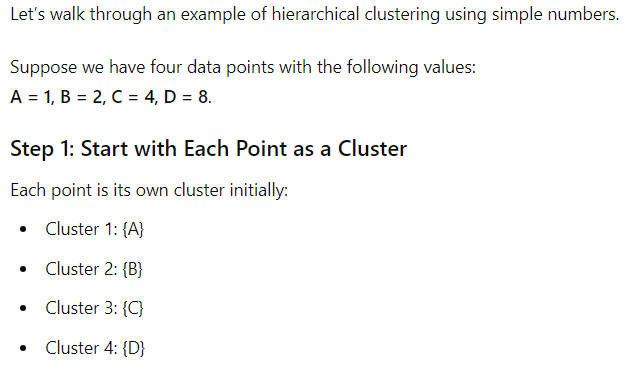 Let's walk through an example of hierarchical clustering using simple numbers.
Suppose we have four data points with the following values:
A = 1, B = 2, C = 4, D = 8.
Step 1: Start with Each Point as a Cluster
Each point is its own cluster initially:
• Cluster 1: {A}
• Cluster 2: {B}
• Cluster 3: {C}
• Cluster 4: {D}